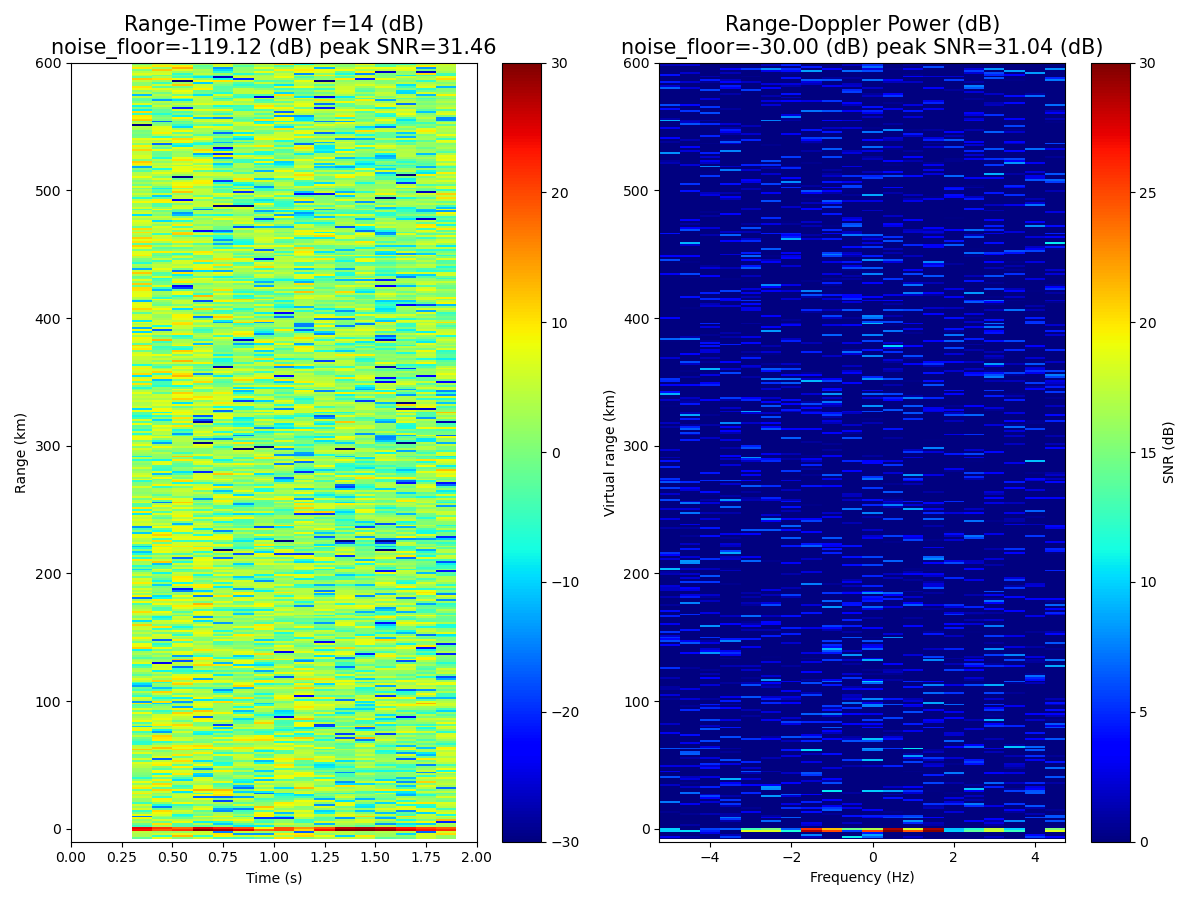 Range-Time Power f=14 (dB)
noise_floor=-119.12 (dB) peak SNR=31.46
Range-Doppler Power (dB)
noise_floor=-30.00 (dB) peak SNR=31.04 (dB)
600
500
400
300
200
100
0
Range (km)
0.00 0.25 0.50 0.75 1.00 1.25 1.50 1.75 2.00
Time (s)
30
20
10
0
−10
−20
−30
600
500
400
300
200
100
0
Virtual range (km)
−4 −2 0 2 4
Frequency (Hz)
30
25
20
15
10
5
0
SNR (dB)